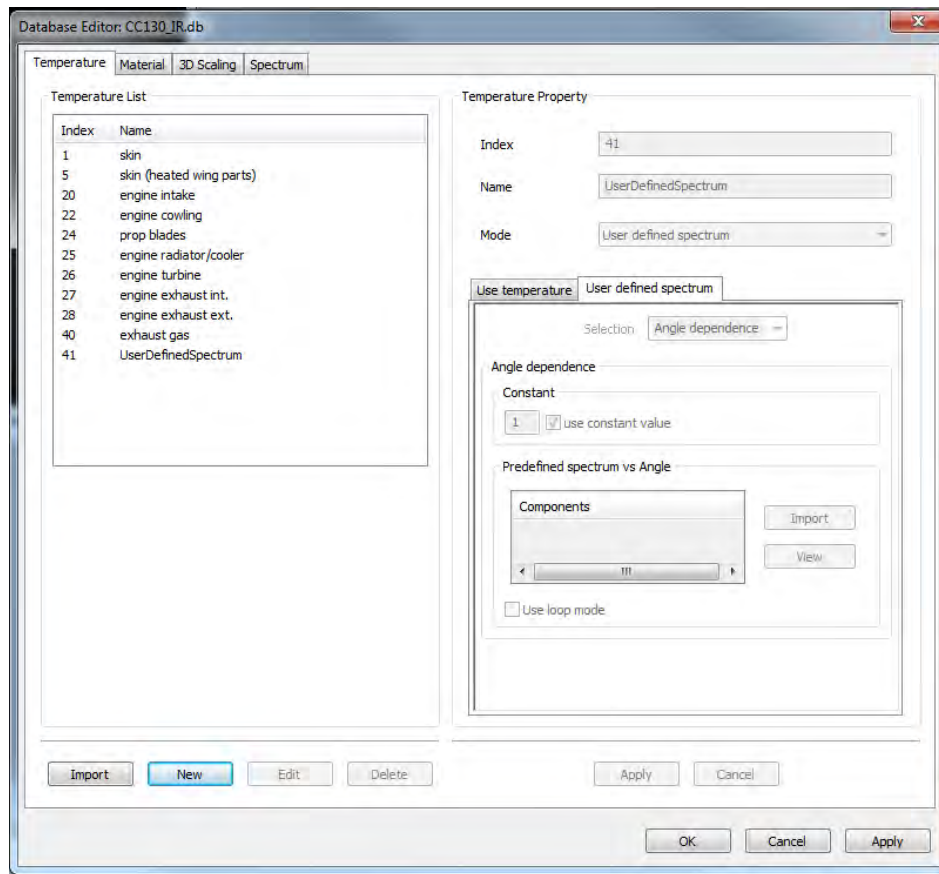 Database Editor: CC130_IR.db
Temperature Material 3D Scaling Spectrum
Temperature List
Index Name
1 skin
5 skin (heated wing parts)
20 engine intake
22 engine cowling
24 prop blades
25 engine radiator/cooler
26 engine turbine
27 engine exhaust int.
28 engine exhaust ext.
40 exhaust gas
41 UserDefinedSpectrum
Import New Edit Delete
Temperature Property
Index 41
Name UserDefinedSpectrum
Mode User defined spectrum
Use temperature User defined spectrum
Selection Angle dependence
Angle dependence
Constant
1 use constant value
Predefined spectrum vs Angle
Components
Import
View
Use loop mode
Apply Cancel
OK Cancel Apply